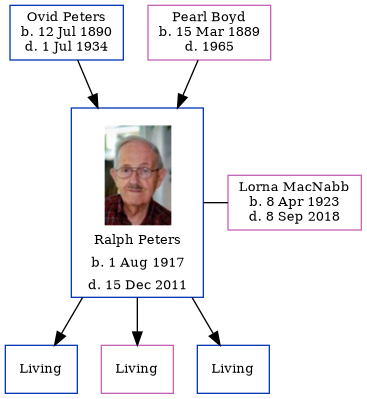 Ovid Peters
b. 12 Jul 1890
d. 1 Jul 1934
Pearl Boyd
b. 15 Mar 1889
d. 1965
Ralph Peters
b. 1 Aug 1917
d. 15 Dec 2011
Lorna MacNabb
b. 8 Apr 1923
d. 8 Sep 2018
Living
Living
Living